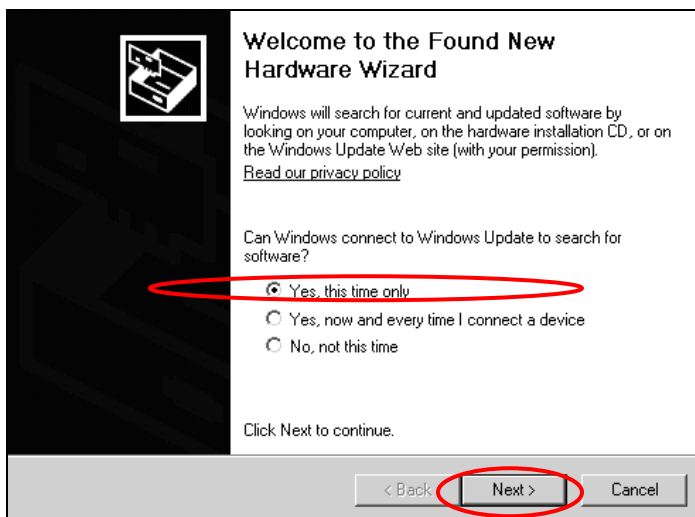 Welcome to the Found New
Hardware Wizard
Windows will search for current and updated software by
looking on your computer, on the hardware installation CD, or on
the Windows Update Web site (with your permission).
Read our privacy policy
Can Windows connect to Windows Update to search for
software?
Yes, this time only
Yes, now and every time I connect a device
No, not this time
Click Next to continue.
< Back
Next >
Cancel